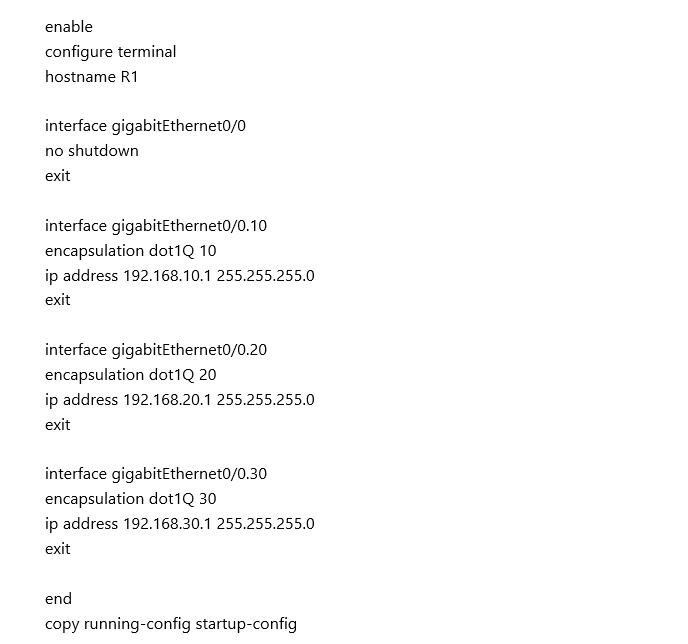 enable
configure terminal
hostname R1
interface gigabitEthernet0/0
no shutdown
exit
interface gigabitEthernet0/0.10
encapsulation dot1Q 10
ip address 192.168.10.1 255.255.255.0
exit
interface gigabitEthernet0/0.20
encapsulation dot1Q 20
ip address 192.168.20.1 255.255.255.0
exit
interface gigabitEthernet0/0.30
encapsulation dot1Q 30
ip address 192.168.30.1 255.255.255.0
exit
end
copy running-config startup-config